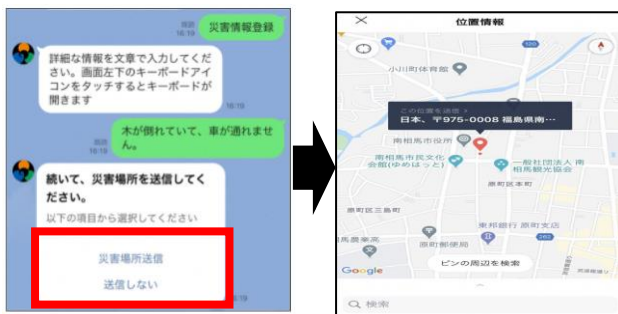 災害情報登録
既読
16:19
詳細な情報を文章で入力してくだ
さい。画面左下のキーボードアイ
コンをタッチするとキーボードが
開きます
16:19
木が倒れていて、車が通れませ
ん。
既読
16:19
続いて、災害場所を送信してく
ださい。
以下の項目から選択してください
災害場所送信
送信しない
16:19
位置情報
120
小川町体育館
この位置を送信 >
日本、〒975-0008 福島県南…
南相馬市役所
南相馬市民文化
会館(ゆめはっと)
一般社団法人 南
相馬観光協会
原町区本町
原町区三島町
東邦銀行 原町支店
262
相馬農業高
原町郵便局
ピンの周辺を検索
Google
検索